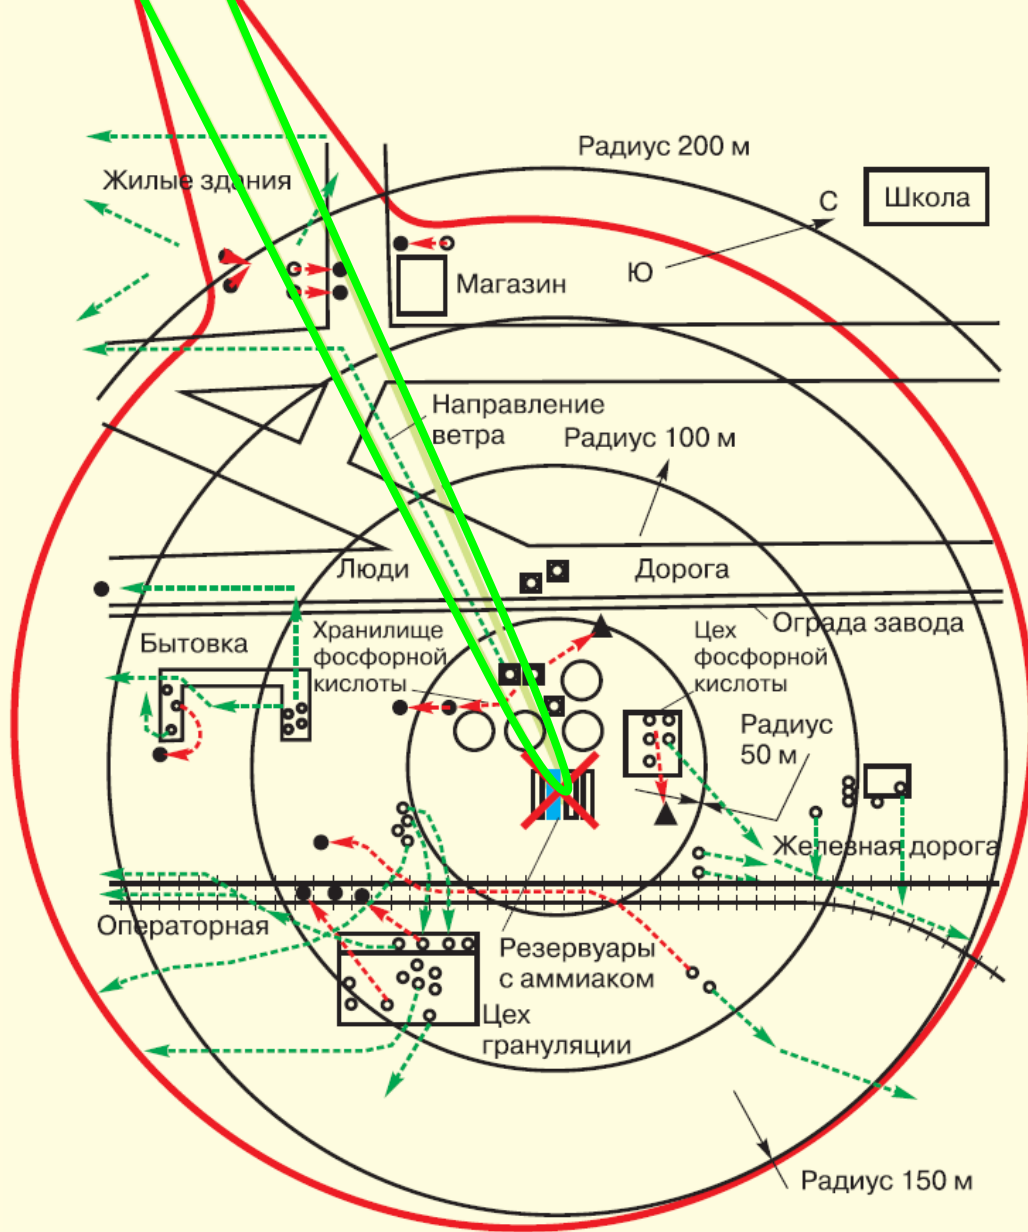 Радиус 200 м
Жилые здания
С
Школа
Ю
Магазин
Направление
ветра
Радиус 100 м
Люди
Дорога
Ограда завода
Бытовка
Хранилище
фосфорной
кислоты
Цех
фосфорной
кислоты
Радиус
50 м
Железная дорога
Операторная
Резервуары
с аммиаком
Цех
грануляции
Радиус 150 м